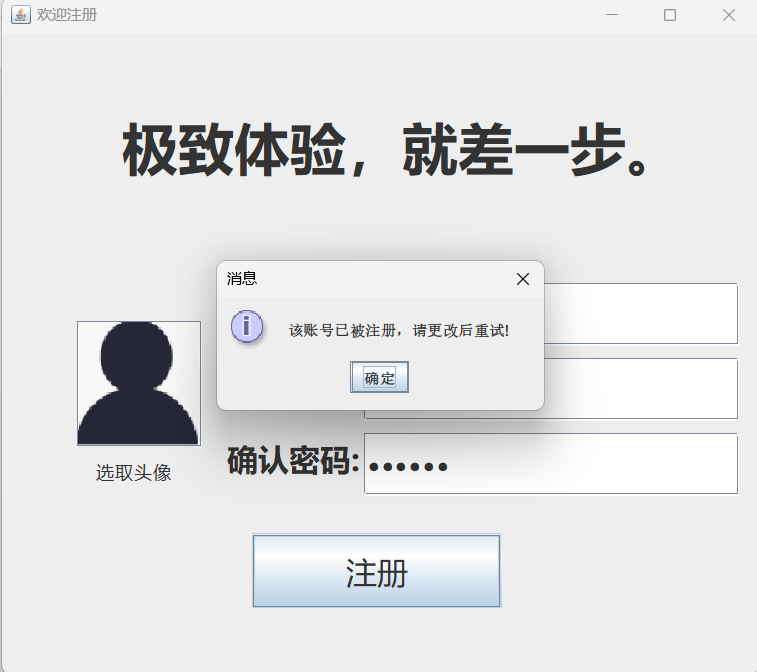 欢迎注册
极致体验，就差一步。
消息
该账号已被注册，请更改后重试!
确定
确认密码:
选取头像
注册